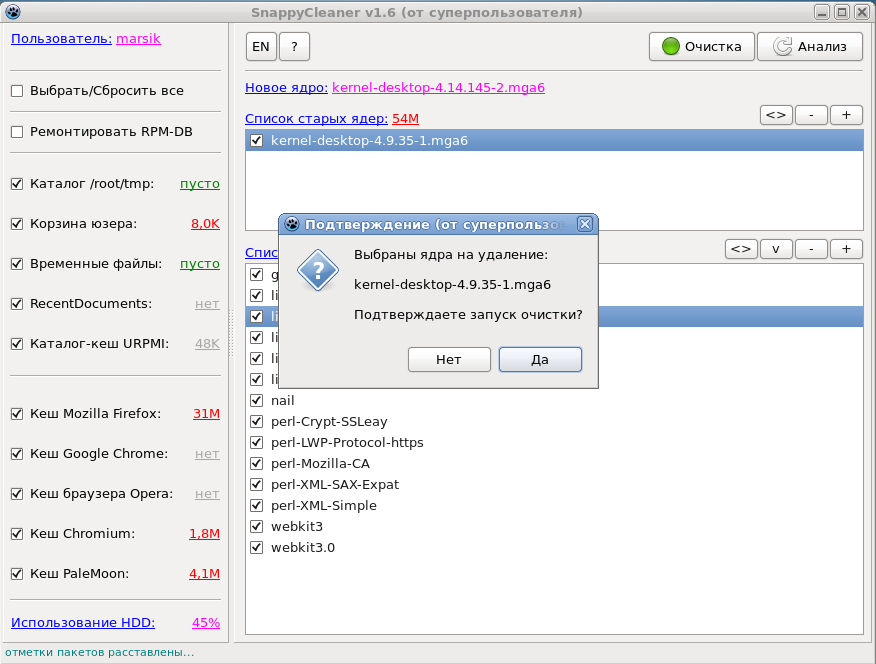 SnappyCleaner v1.6 (от суперпользователя)
Пользователь: marsik
Выбрать/Сбросить все
Ремонтировать RPM-DB
Каталог /root/tmp: пусто
Корзина юзера: 8,0K
Временные файлы: пусто
RecentDocuments: нет
Каталог-кеш URPMI: 48K
Кеш Mozilla Firefox: 31M
Кеш Google Chrome: нет
Кеш браузера Opera: нет
Кеш Chromium: 1,8M
Кеш PaleMoon: 4,1M
Использование HDD: 45%
EN ? Очистка Анализ
Новое ядро: kernel-desktop-4.14.145-2.mga6
Список старых ядер: 54M <> - +
kernel-desktop-4.9.35-1.mga6
<> v - +
Подтверждение (от суперпользо
Выбраны ядра на удаление:
kernel-desktop-4.9.35-1.mga6
Подтверждаете запуск очистки?
Нет Да
nail
perl-Crypt-SSLeay
perl-LWP-Protocol-https
perl-Mozilla-CA
perl-XML-SAX-Expat
perl-XML-Simple
webkit3
webkit3.0
отметки пакетов расставлены...